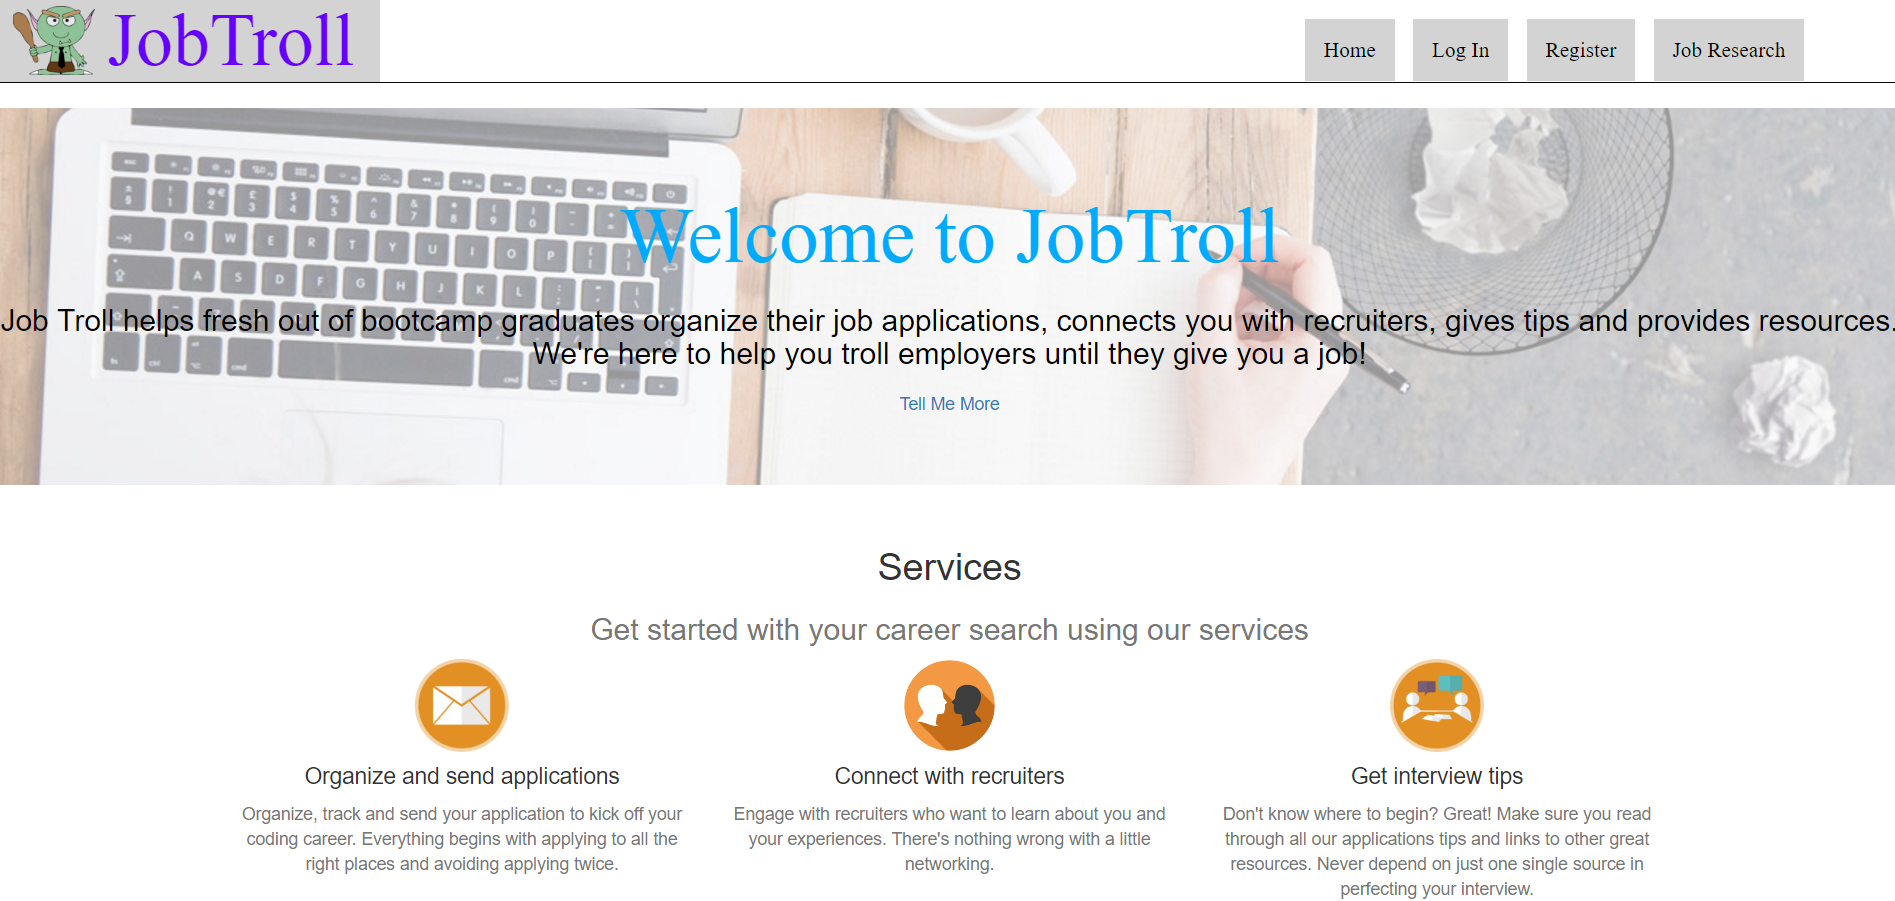 JobTroll
Home Log In Register Job Research
Welcome to JobTroll
Job Troll helps fresh out of bootcamp graduates organize their job applications, connects you with recruiters, gives tips and provides resources.
We're here to help you troll employers until they give you a job!
Tell Me More
Services
Get started with your career search using our services
Organize and send applications
Organize, track and send your application to kick off your
coding career. Everything begins with applying to all the
right places and avoiding applying twice.
Connect with recruiters
Engage with recruiters who want to learn about you and
your experiences. There's nothing wrong with a little
networking.
Get interview tips
Don't know where to begin? Great! Make sure you read
through all our applications tips and links to other great
resources. Never depend on just one single source in
perfecting your interview.